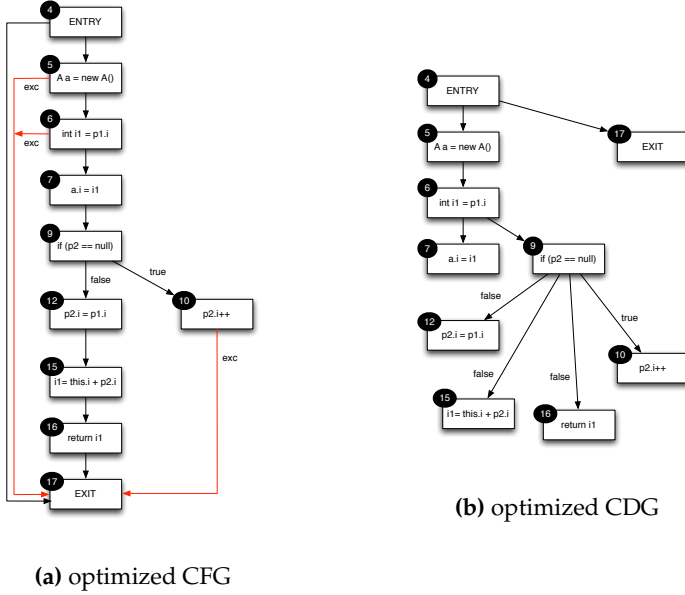 4
ENTRY
5
A a = new A()
exc
6
int i1 = p1.i
exc
7
a.i = i1
9
if (p2 == null)
false
true
12
p2.i = p1.i
10
p2.i++
exc
15
i1= this.i + p2.i
16
return i1
17
EXIT
(a) optimized CFG
4
ENTRY
17
EXIT
5
A a = new A()
6
int i1 = p1.i
7
a.i = i1
9
if (p2 == null)
false
true
12
p2.i = p1.i
10
p2.i++
false
false
15
i1= this.i + p2.i
16
return i1
(b) optimized CDG